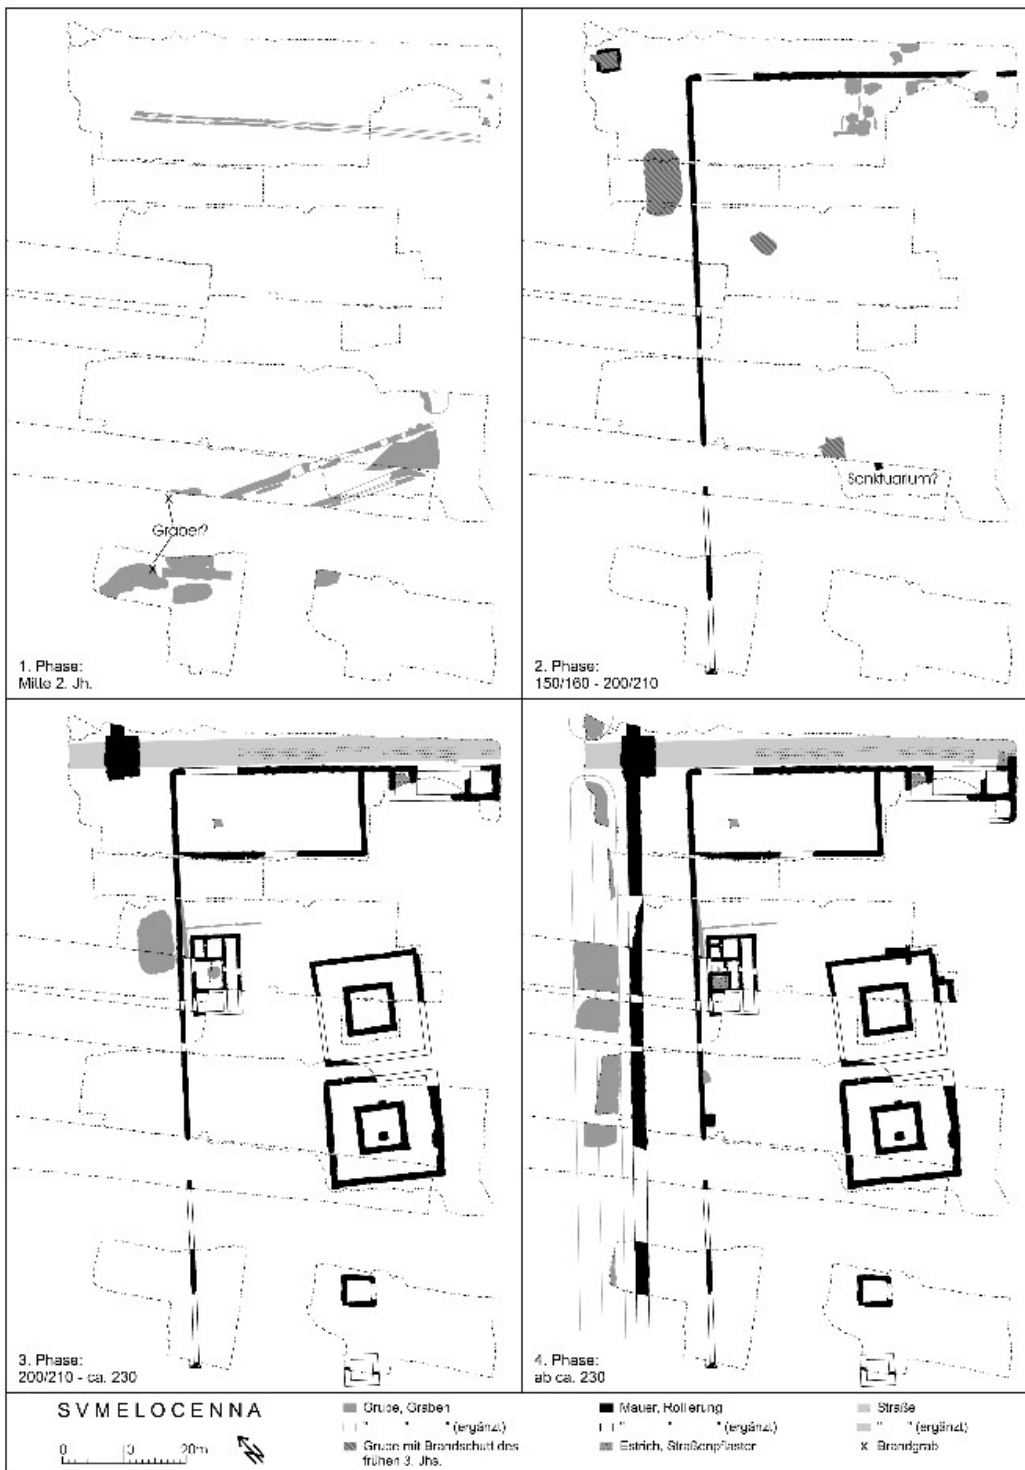 Gräber?
1. Phase:
Mitte 2. Jh.
Sanktuarium?
2. Phase:
150/160 - 200/210
3. Phase:
200/210 - ca. 230
4. Phase:
ab ca. 230
SVMELOCENNA
0 20m
Grube, Graben
" " " (ergänzt)
Grube mit Brandschutt des
frühen 3. Jhs.
Mauer, Rollierung
" " (ergänzt)
Estrich, Straßenpflaster
Straße
" " (ergänzt)
x Brandgrab